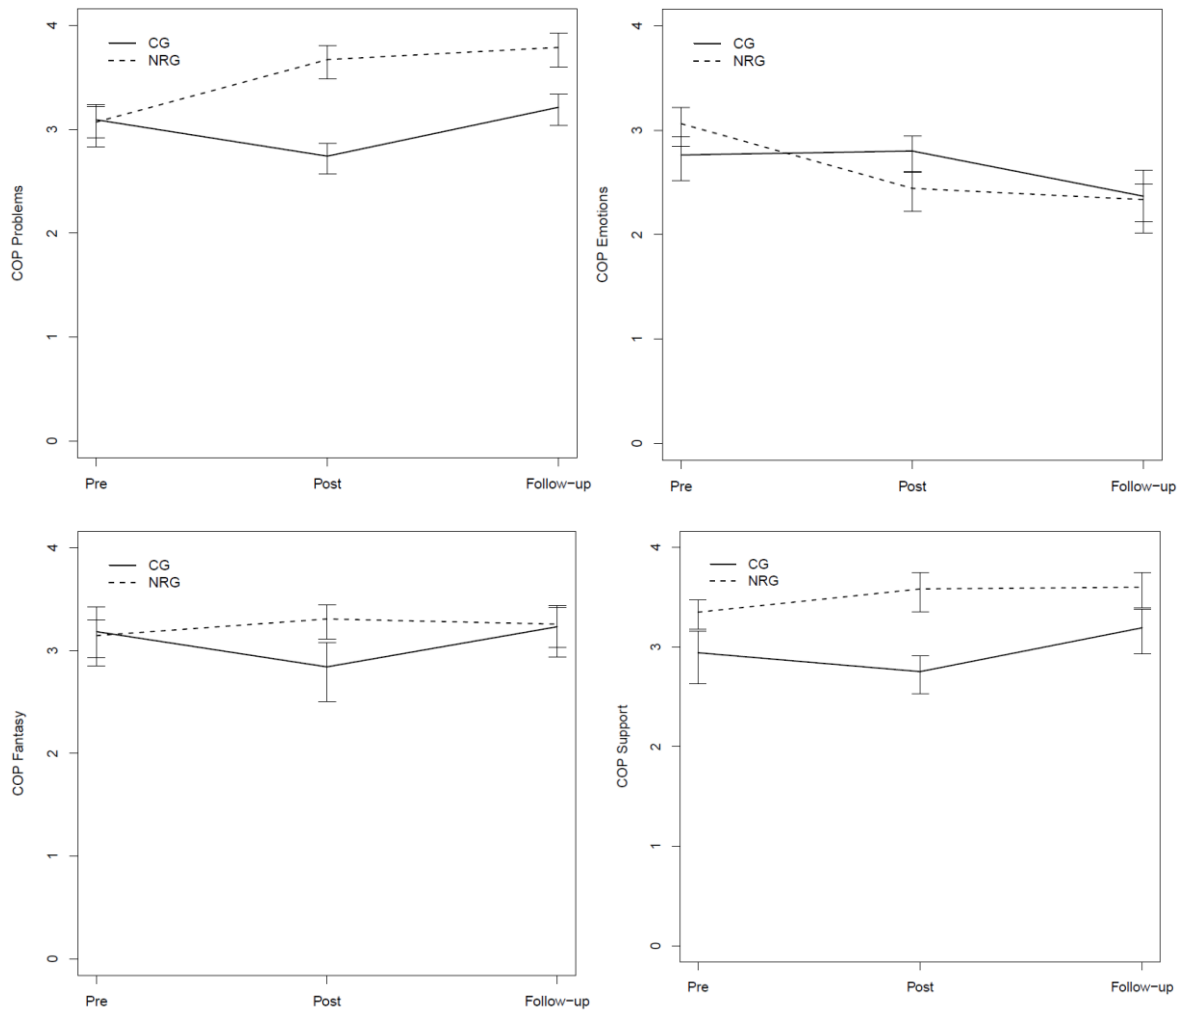 4
3
2
1
0
COP Problems
CG
NRG
Pre
Post
Follow-up
4
3
2
1
0
COP Emotions
CG
NRG
Pre
Post
Follow-up
4
3
2
1
0
COP Fantasy
CG
NRG
Pre
Post
Follow-up
4
3
2
1
0
COP Support
CG
NRG
Pre
Post
Follow-up